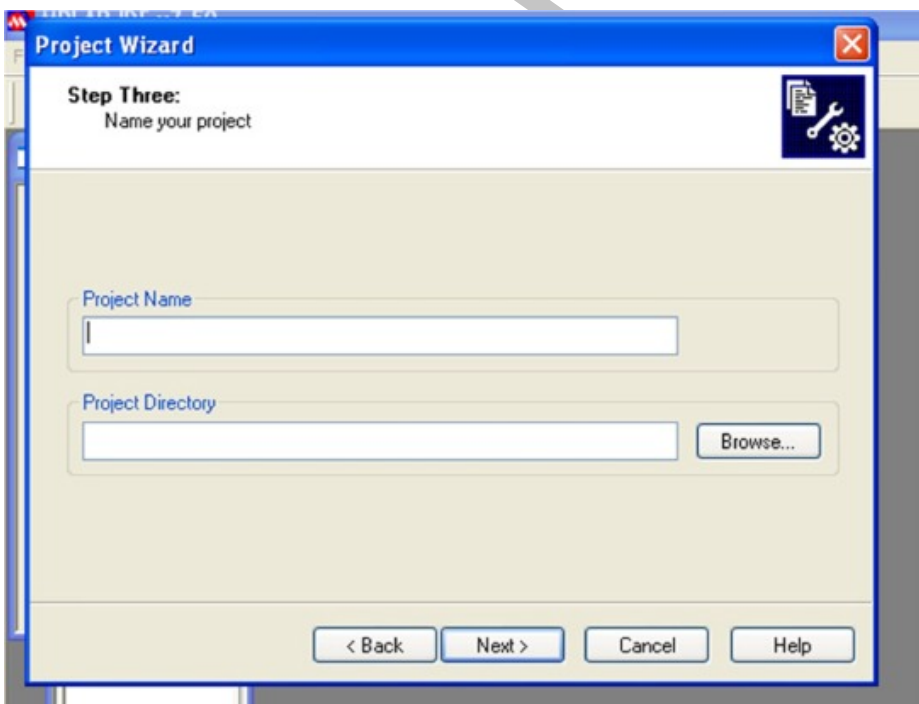 Project Wizard
Step Three:
Name your project
Project Name
Project Directory
Browse...
< Back
Next >
Cancel
Help